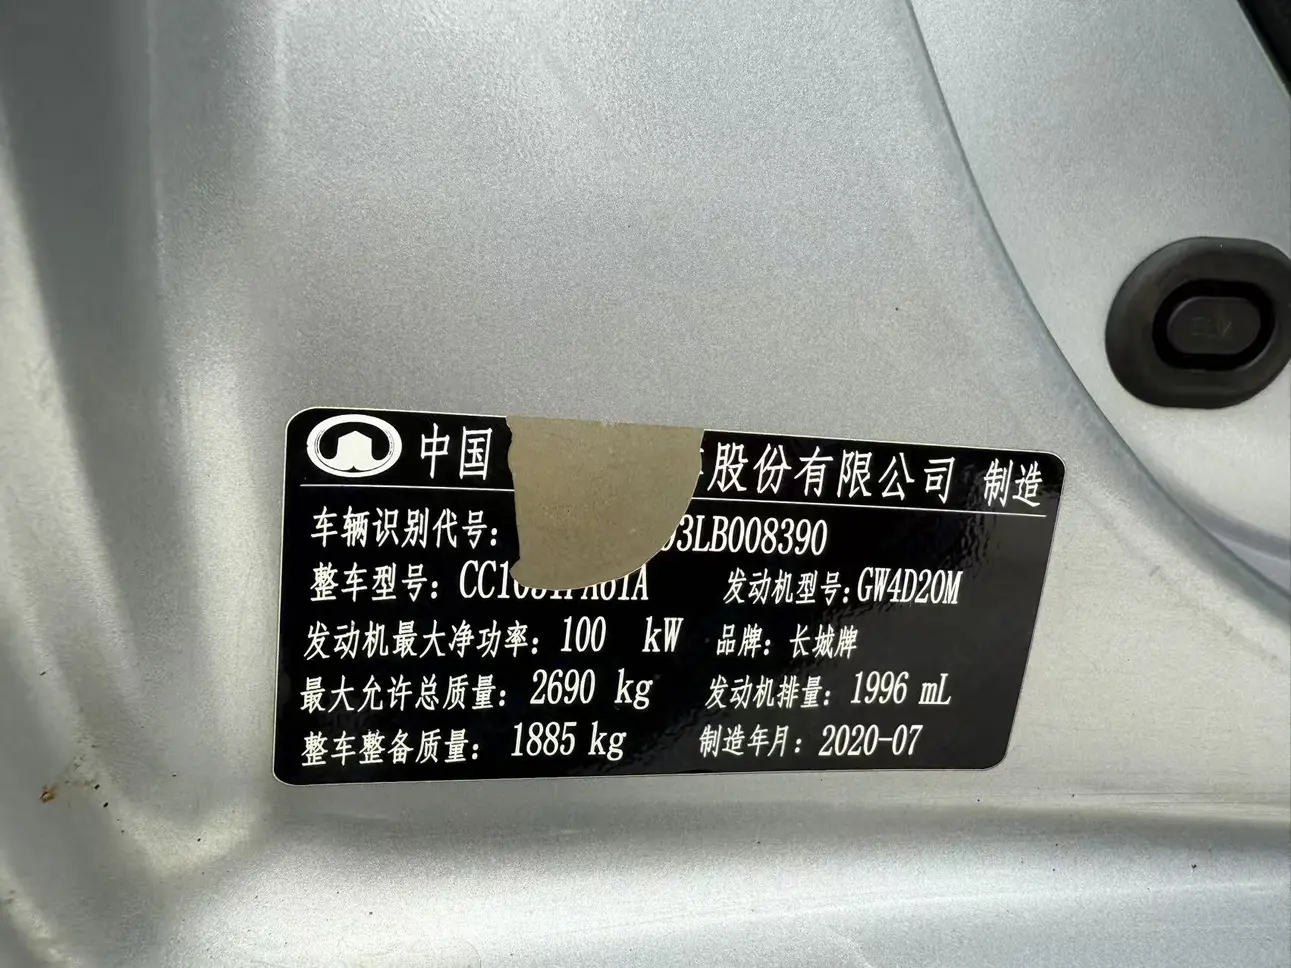 中国 股份有限公司 制造
车辆识别代号: 3LB008390
整车型号: 发动机型号:GW4D20M
发动机最大净功率: 100 kW 品牌: 长城牌
最大允许总质量: 2690 kg 发动机排量: 1996 mL
整车整备质量: 1885 kg 制造年月: 2020-07